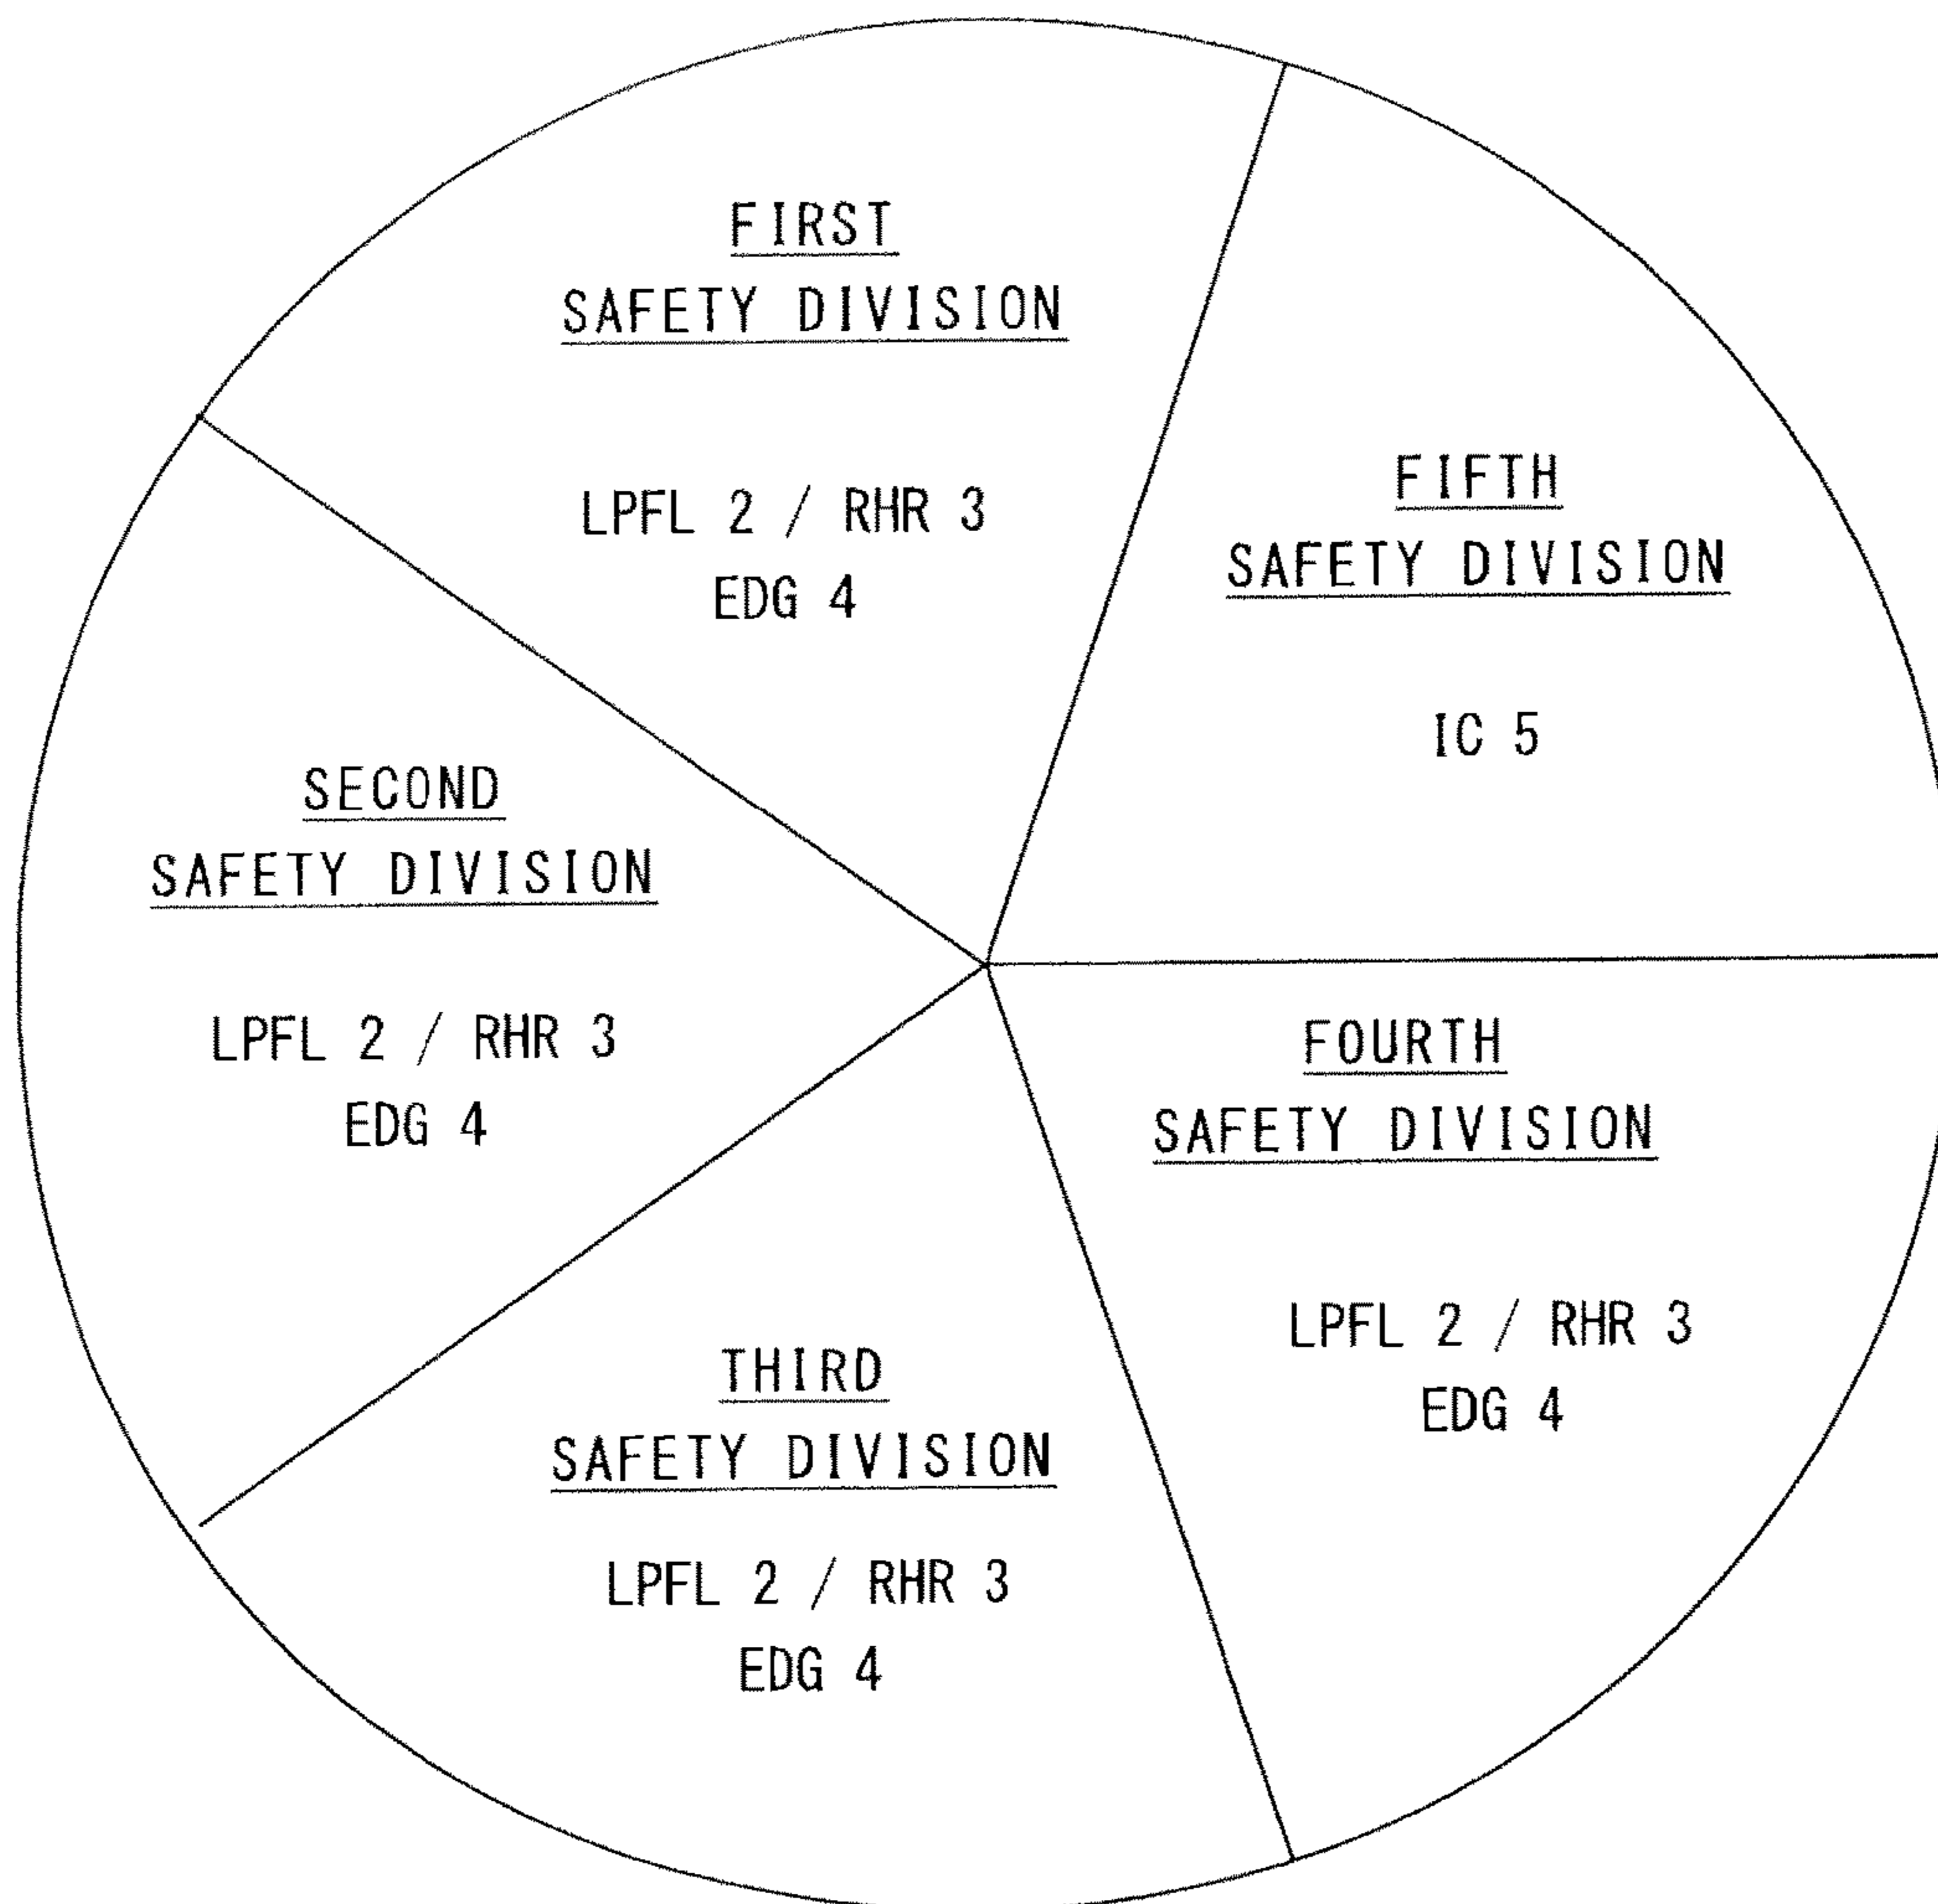 FIRST
SAFETY DIVISION
LPFL 2 / RHR 3
EDG 4
FIFTH
SAFETY DIVISION
IC 5
SECOND
SAFETY DIVISION
LPFL 2 / RHR 3
EDG 4
FOURTH
SAFETY DIVISION
LPFL 2 / RHR 3
EDG 4
THIRD
SAFETY DIVISION
LPFL 2 / RHR 3
EDG 4